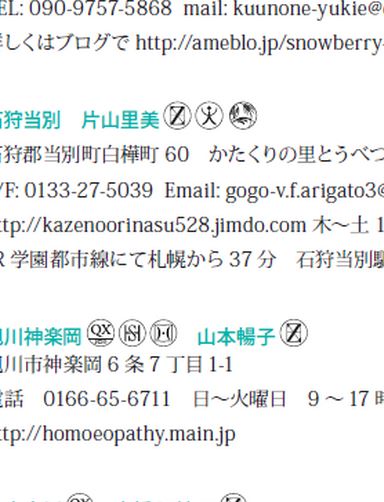 EL: 090-9757-5868 mail: kuunone-yukie@
詳しくはブログで http://ameblo.jp/snowberry-
石狩当別　片山里美
石狩郡当別町白樺町 60　かたくりの里とうべつ
/F: 0133-27-5039 Email: gogo-v.f.arigato3@
ttp://kazenoorinasu528.jimdo.com 木〜土 1
R 学園都市線にて札幌から 37 分　石狩当別駅
旭川神楽岡 QX HS H 山本暢子 Z
旭川市神楽岡 6 条 7 丁目 1-1
電話　0166-65-6711　日〜火曜日　9 〜 17 時
ttp://homoeopathy.main.jp